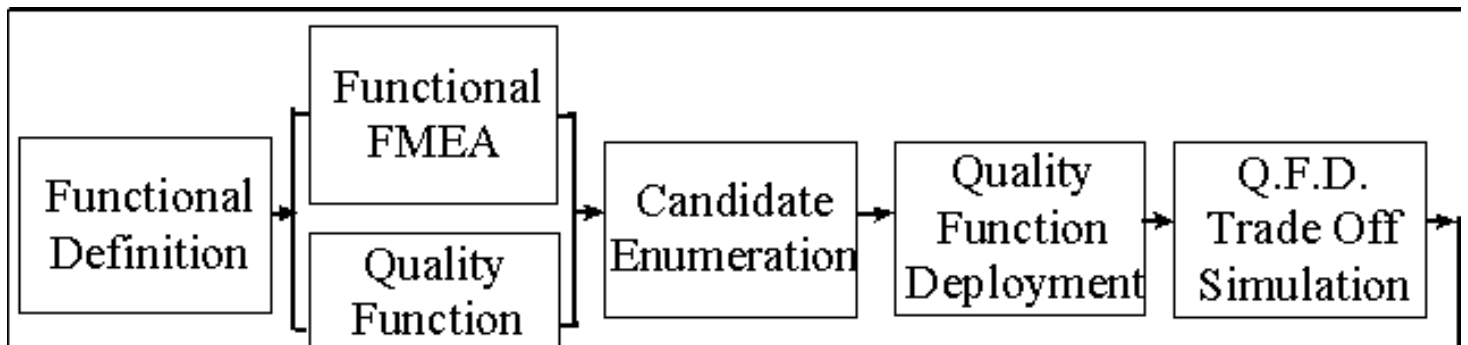 Functional
Definition
Functional
FMEA
Quality
Function
Candidate
Enumeration
Quality
Function
Deployment
Q.F.D.
Trade Off
Simulation